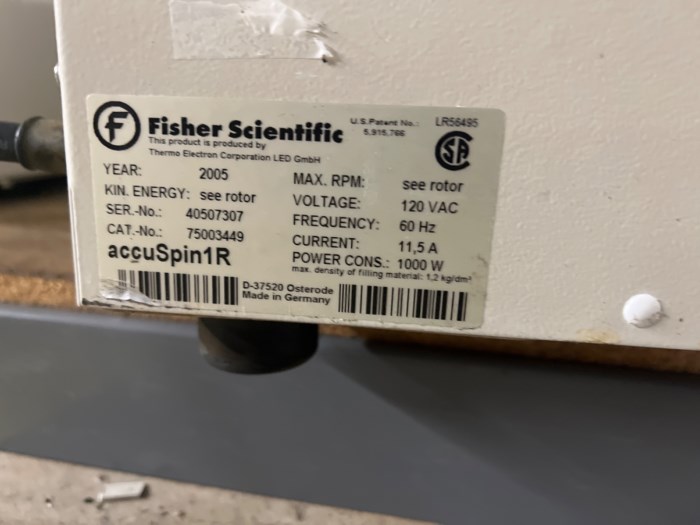 F Fisher Scientific
This product is produced by
Thermo Electron Corporation LED GmbH
U.S. Patent No.: LR56495
5,915,766
SA
YEAR: 2005
KIN. ENERGY: see rotor
SER.-No.: 40507307
CAT.-No.: 75003449
accuSpin1R
MAX. RPM: see rotor
VOLTAGE: 120 VAC
FREQUENCY: 60 Hz
CURRENT: 11,5 A
POWER CONS.: 1000 W
max. density of filling material: 1,2 kg/dm³
D-37520 Osterode
Made in Germany